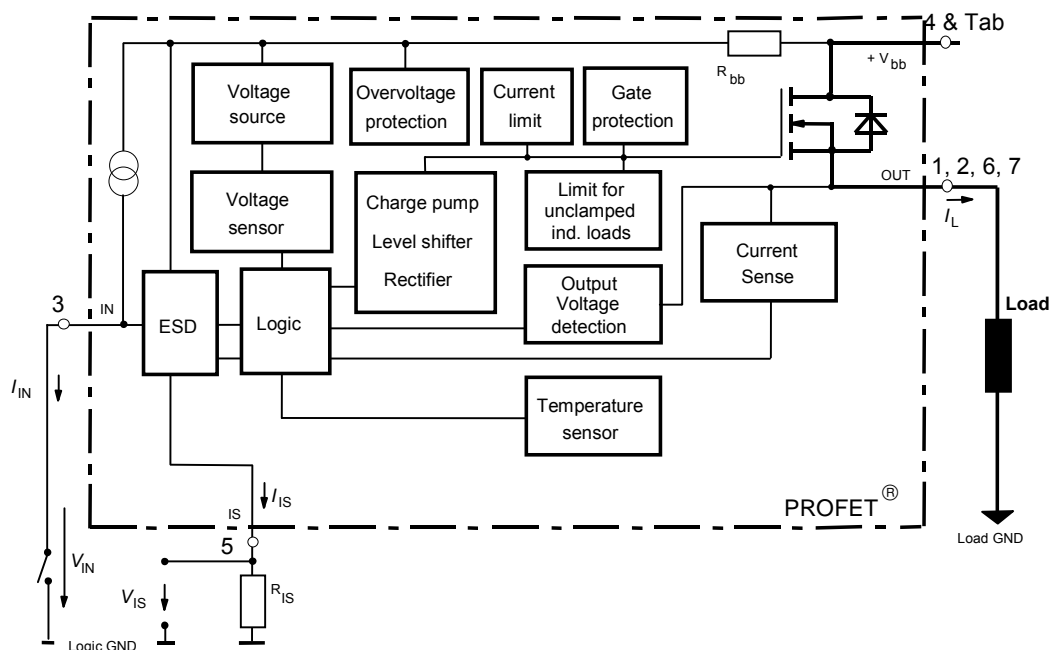 4 & Tab
+ V bb
R bb
Voltage
source
Overvoltage
protection
Current
limit
Gate
protection
OUT
1, 2, 6, 7
I L
Voltage
sensor
Charge pump
Level shifter
Rectifier
Limit for
unclamped
ind. loads
Current
Sense
Output
Voltage
detection
3
IN
ESD
Logic
Load
I IN
Temperature
sensor
I IS
IS
PROFET ®
Load GND
5
V IN
V IS
R IS
Logic GND